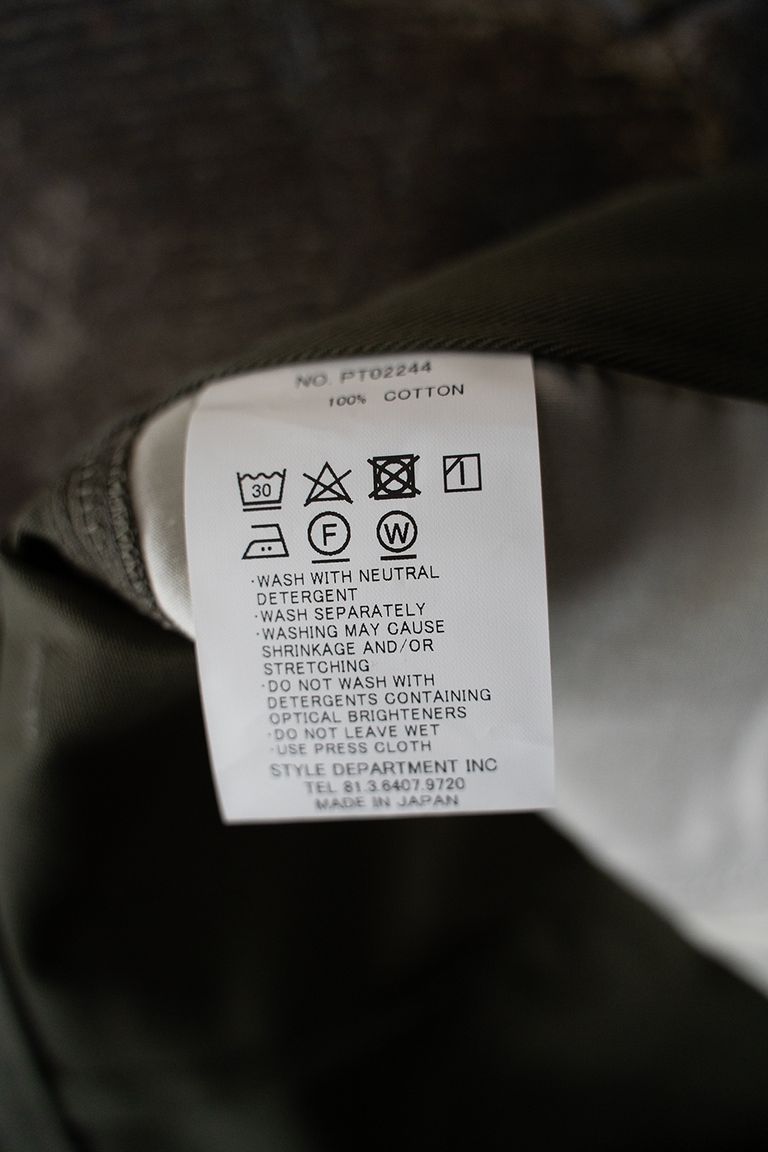 NO. PT02244
100% COTTON
30
F W
·WASH WITH NEUTRAL
DETERGENT
·WASH SEPARATELY
·WASHING MAY CAUSE
SHRINKAGE AND/OR
STRETCHING
·DO NOT WASH WITH
DETERGENTS CONTAINING
OPTICAL BRIGHTENERS
·DO NOT LEAVE WET
·USE PRESS CLOTH
STYLE DEPARTMENT INC
TEL 81.3.6407.9720
MADE IN JAPAN